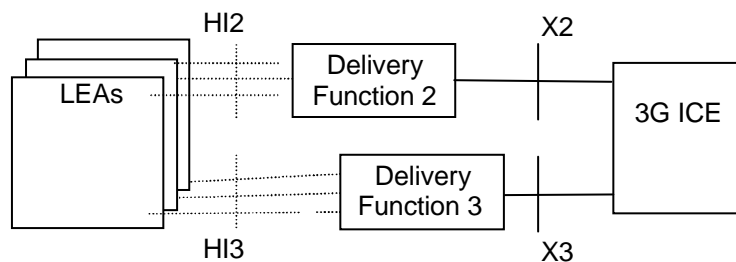 HI2
X2
LEAs
Delivery
Function 2
3G ICE
Delivery
Function 3
HI3
X3